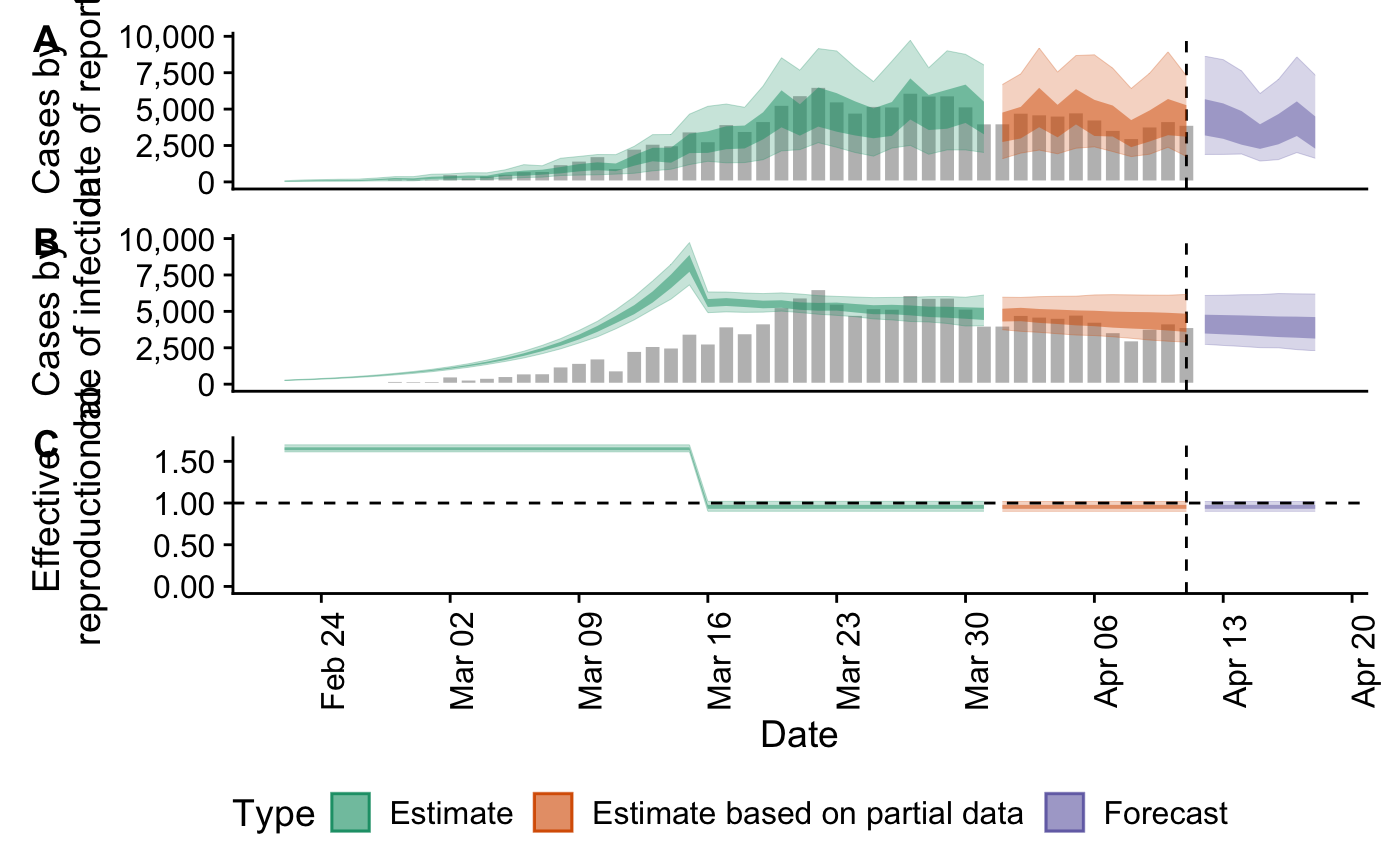 A
Cases by
date of report
10,000
7,500
5,000
2,500
0
B
Cases by
date of infection
10,000
7,500
5,000
2,500
0
C
Effective
reproduction no.
1.50
1.00
0.50
0.00
Feb 24
Mar 02
Mar 09
Mar 16
Mar 23
Mar 30
Apr 06
Apr 13
Apr 20
Date
Type
Estimate
Estimate based on partial data
Forecast